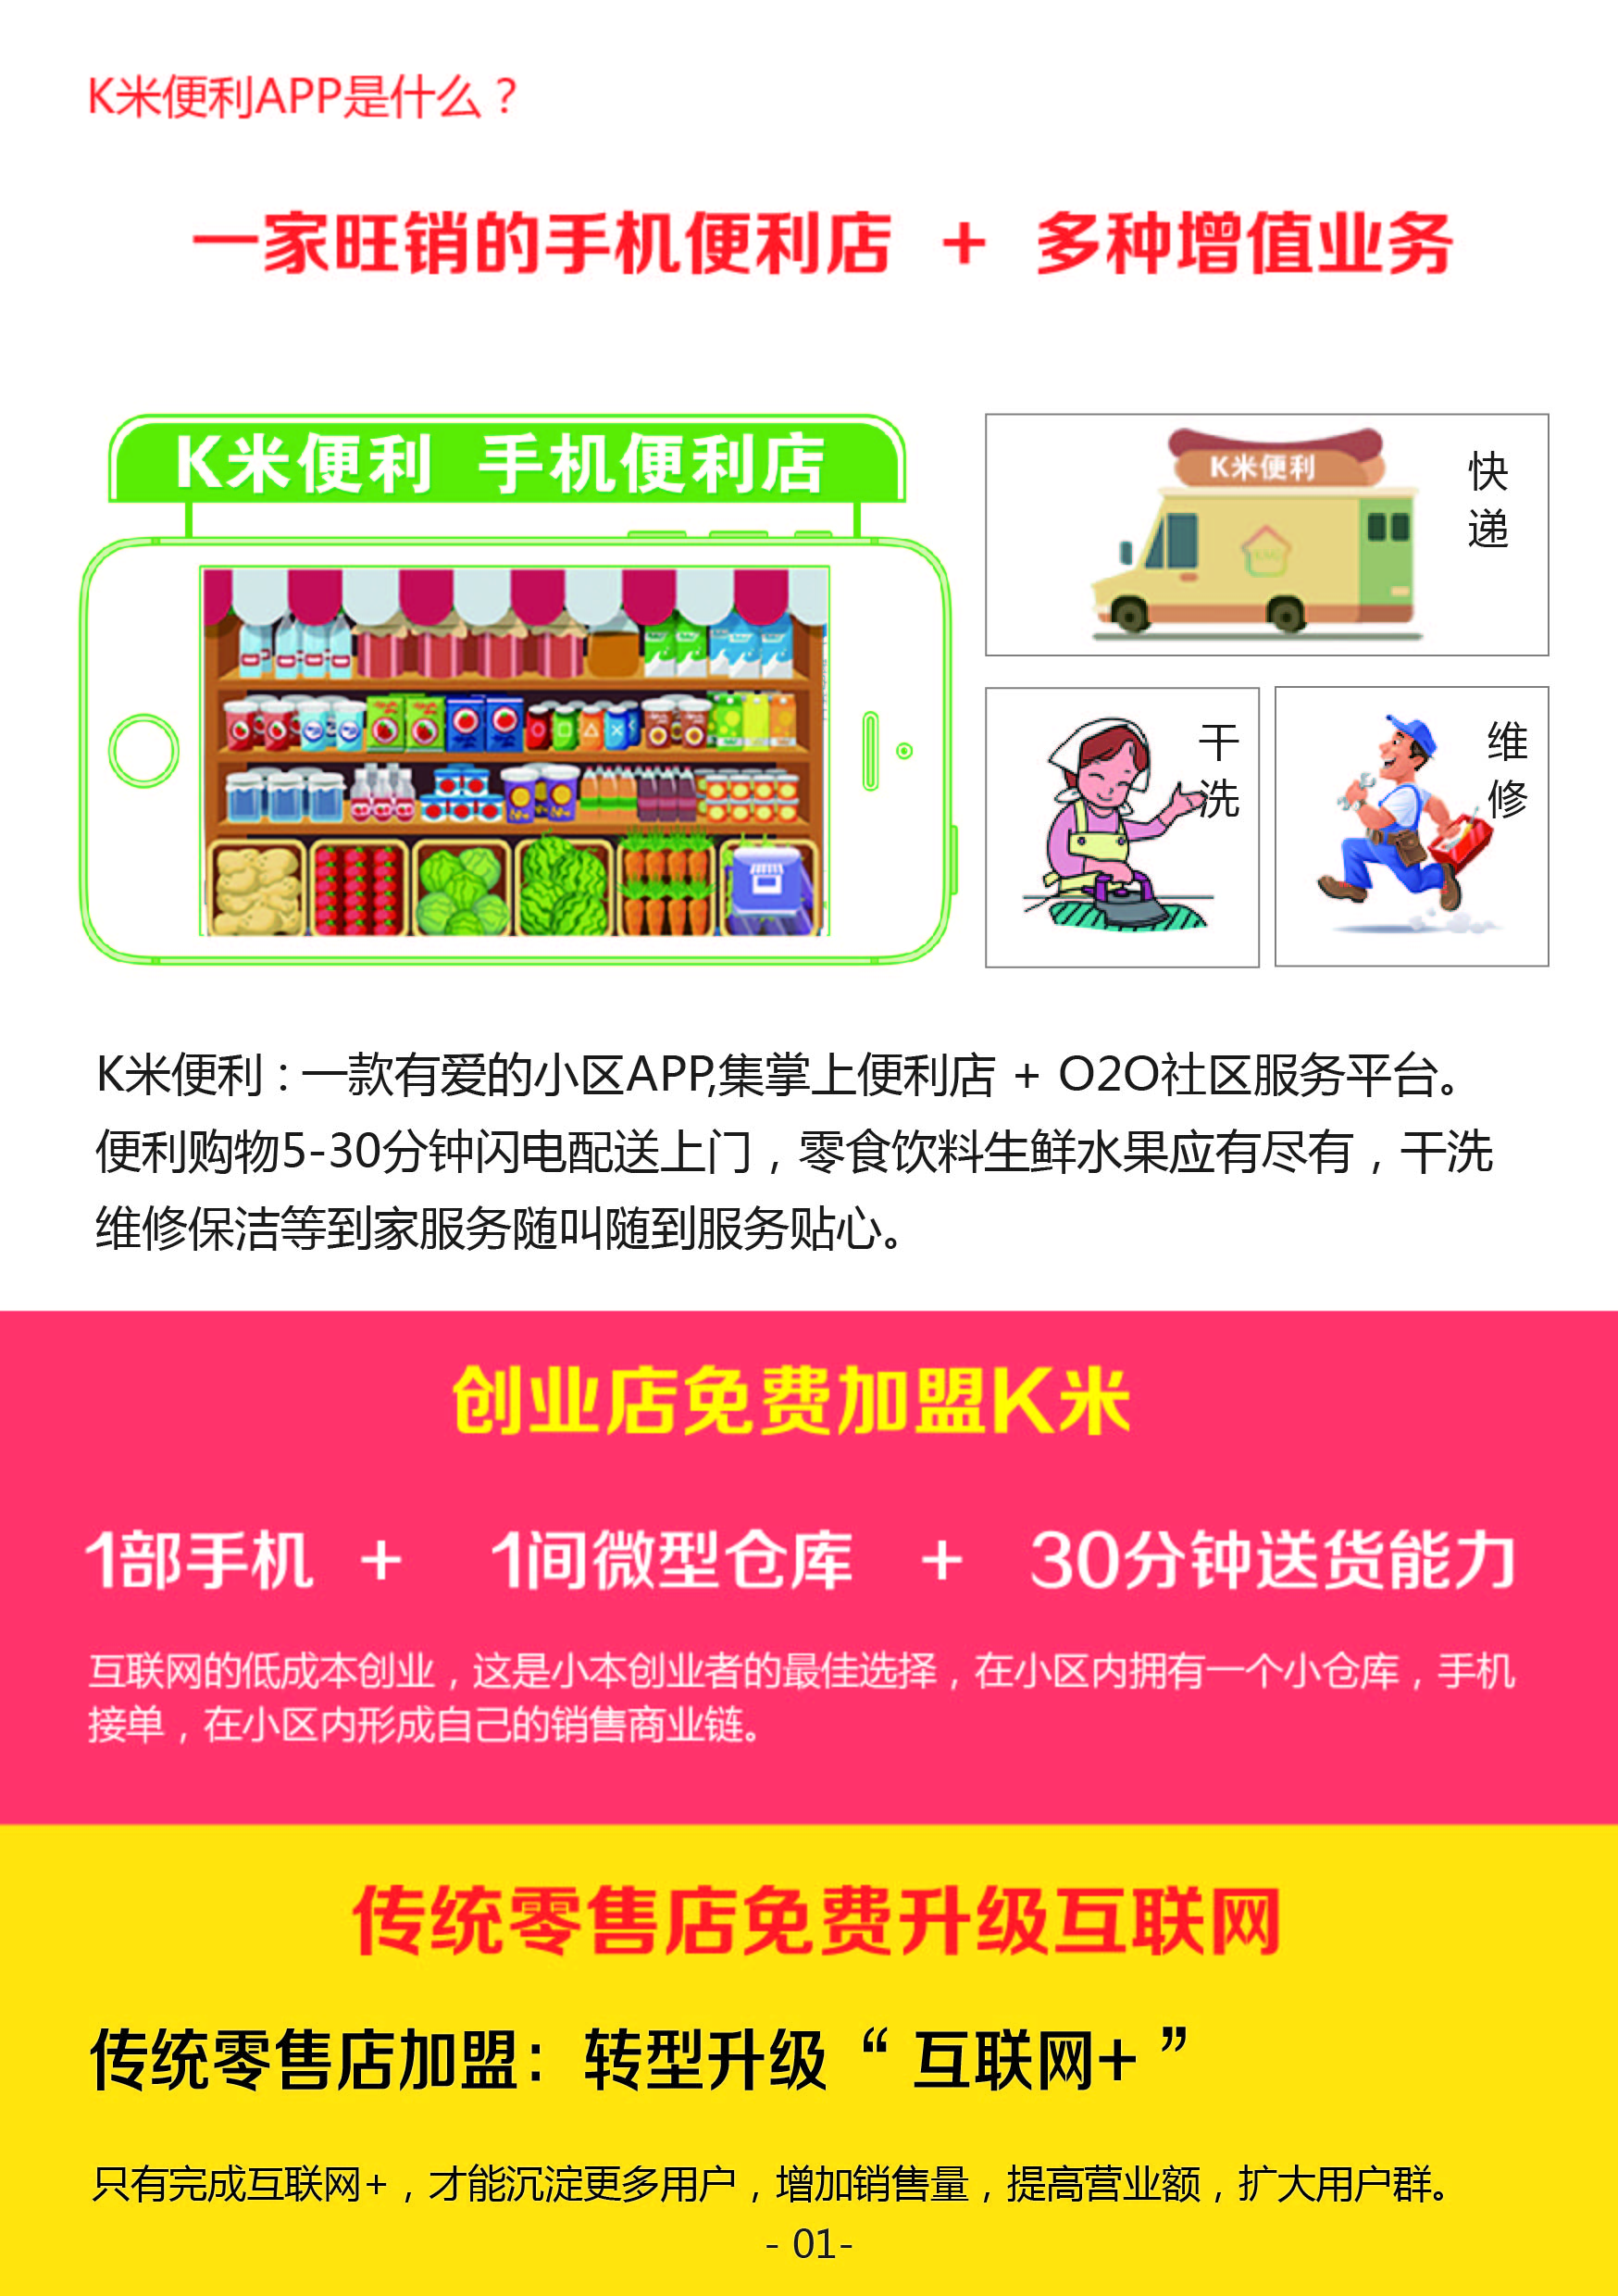 K米便利APP是什么？
一家旺销的手机便利店 + 多种增值业务
K米便利 手机便利店
K米便利
快递
干洗
维修
K米便利：一款有爱的小区APP,集掌上便利店 + O2O社区服务平台。
便利购物5-30分钟闪电配送上门，零食饮料生鲜水果应有尽有，干洗
维修保洁等到家服务随叫随到服务贴心。
创业店免费加盟K米
1部手机 + 1间微型仓库 + 30分钟送货能力
互联网的低成本创业，这是小本创业者的最佳选择，在小区内拥有一个小仓库，手机
接单，在小区内形成自己的销售商业链。
传统零售店免费升级互联网
传统零售店加盟：转型升级“ 互联网+ ”
只有完成互联网+，才能沉淀更多用户，增加销售量，提高营业额，扩大用户群。
- 01-